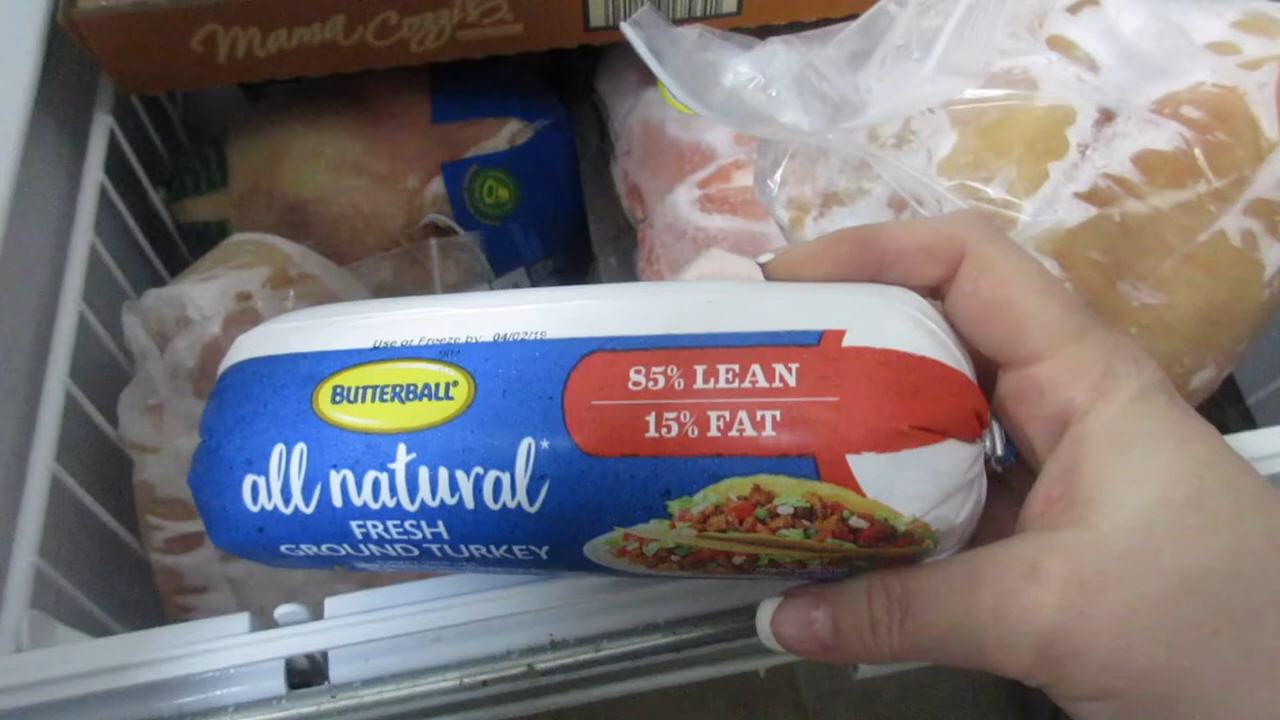 Mama Cozzi's
Use or Freeze by: 04/02/19
BUTTERBALL®
85% LEAN
15% FAT
all natural*
FRESH
GROUND TURKEY